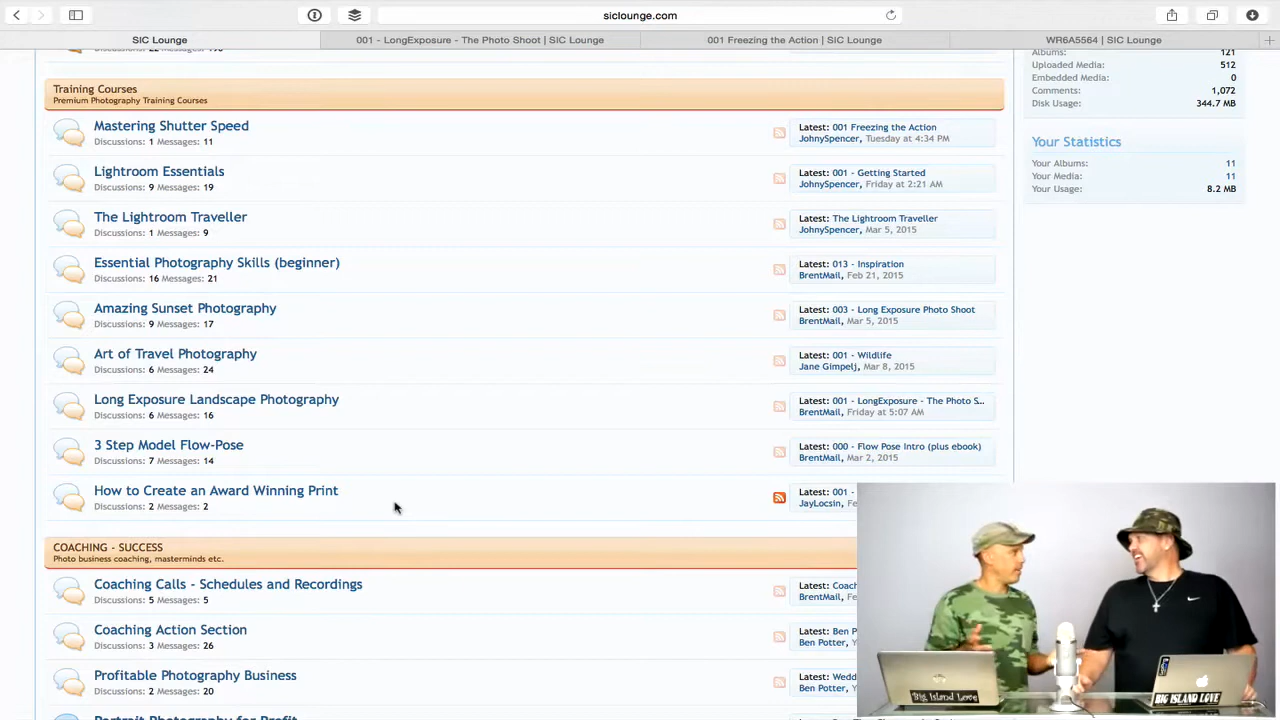 siclounge.com
SIC Lounge
001 - LongExposure - The Photo Shoot | SIC Lounge
001 Freezing the Action | SIC Lounge
WR6A5564 | SIC Lounge
Albums: 121
Uploaded Media: 512
Embedded Media: 0
Comments: 1,072
Disk Usage: 344.7 MB
Your Statistics
Your Albums: 11
Your Media: 11
Your Usage: 8.2 MB
Training Courses
Premium Photography Training Courses
Mastering Shutter Speed
Discussions: 1 Messages: 11
Latest: 001 Freezing the Action
JohnySpencer, Tuesday at 4:34 PM
Lightroom Essentials
Discussions: 9 Messages: 19
Latest: 001 - Getting Started
JohnySpencer, Friday at 2:21 AM
The Lightroom Traveller
Discussions: 1 Messages: 9
Latest: The Lightroom Traveller
JohnySpencer, Mar 5, 2015
Essential Photography Skills (beginner)
Discussions: 16 Messages: 21
Latest: 013 - Inspiration
BrentMail, Feb 21, 2015
Amazing Sunset Photography
Discussions: 9 Messages: 17
Latest: 003 - Long Exposure Photo Shoot
BrentMail, Mar 5, 2015
Art of Travel Photography
Discussions: 6 Messages: 24
Latest: 001 - Wildlife
Jane Gimpelj, Mar 8, 2015
Long Exposure Landscape Photography
Discussions: 6 Messages: 16
Latest: 001 - LongExposure - The Photo S...
BrentMail, Friday at 5:07 AM
3 Step Model Flow-Pose
Discussions: 7 Messages: 14
Latest: 000 - Flow Pose Intro (plus ebook)
BrentMail, Mar 2, 2015
How to Create an Award Winning Print
Discussions: 2 Messages: 2
Latest: 001 -
JayLocsin, Fe
COACHING - SUCCESS
Photo business coaching, masterminds etc.
Coaching Calls - Schedules and Recordings
Discussions: 5 Messages: 5
Latest: Coach
BrentMail, Fe
Coaching Action Section
Discussions: 3 Messages: 26
Latest: Ben P
Ben Potter, Y
Profitable Photography Business
Discussions: 2 Messages: 20
Latest: Wedd
Ben Potter, Y
Portrait Photography for Profit
Big Island Love
BIG ISLAND LOVE